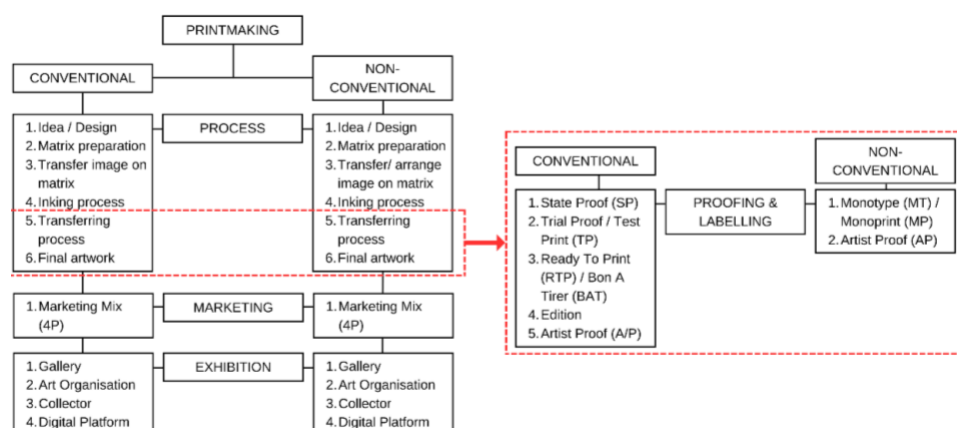 PRINTMAKING
CONVENTIONAL
NON-
CONVENTIONAL
1. Idea / Design
2. Matrix preparation
3. Transfer image on
matrix
4. Inking process
5. Transferring
process
6. Final artwork
PROCESS
1. Idea / Design
2. Matrix preparation
3. Transfer/ arrange
image on matrix
4. Inking process
5. Transferring
process
6. Final artwork
1. Marketing Mix
(4P)
MARKETING
1. Marketing Mix
(4P)
1. Gallery
2. Art Organisation
3. Collector
4. Digital Platform
EXHIBITION
1. Gallery
2. Art Organisation
3. Collector
4. Digital Platform
CONVENTIONAL
NON-
CONVENTIONAL
1. State Proof (SP)
2. Trial Proof / Test
Print (TP)
3. Ready To Print
(RTP) / Bon A
Tirer (BAT)
4. Edition
5. Artist Proof (A/P)
PROOFING &
LABELLING
1. Monotype (MT) /
Monoprint (MP)
2. Artist Proof (AP)